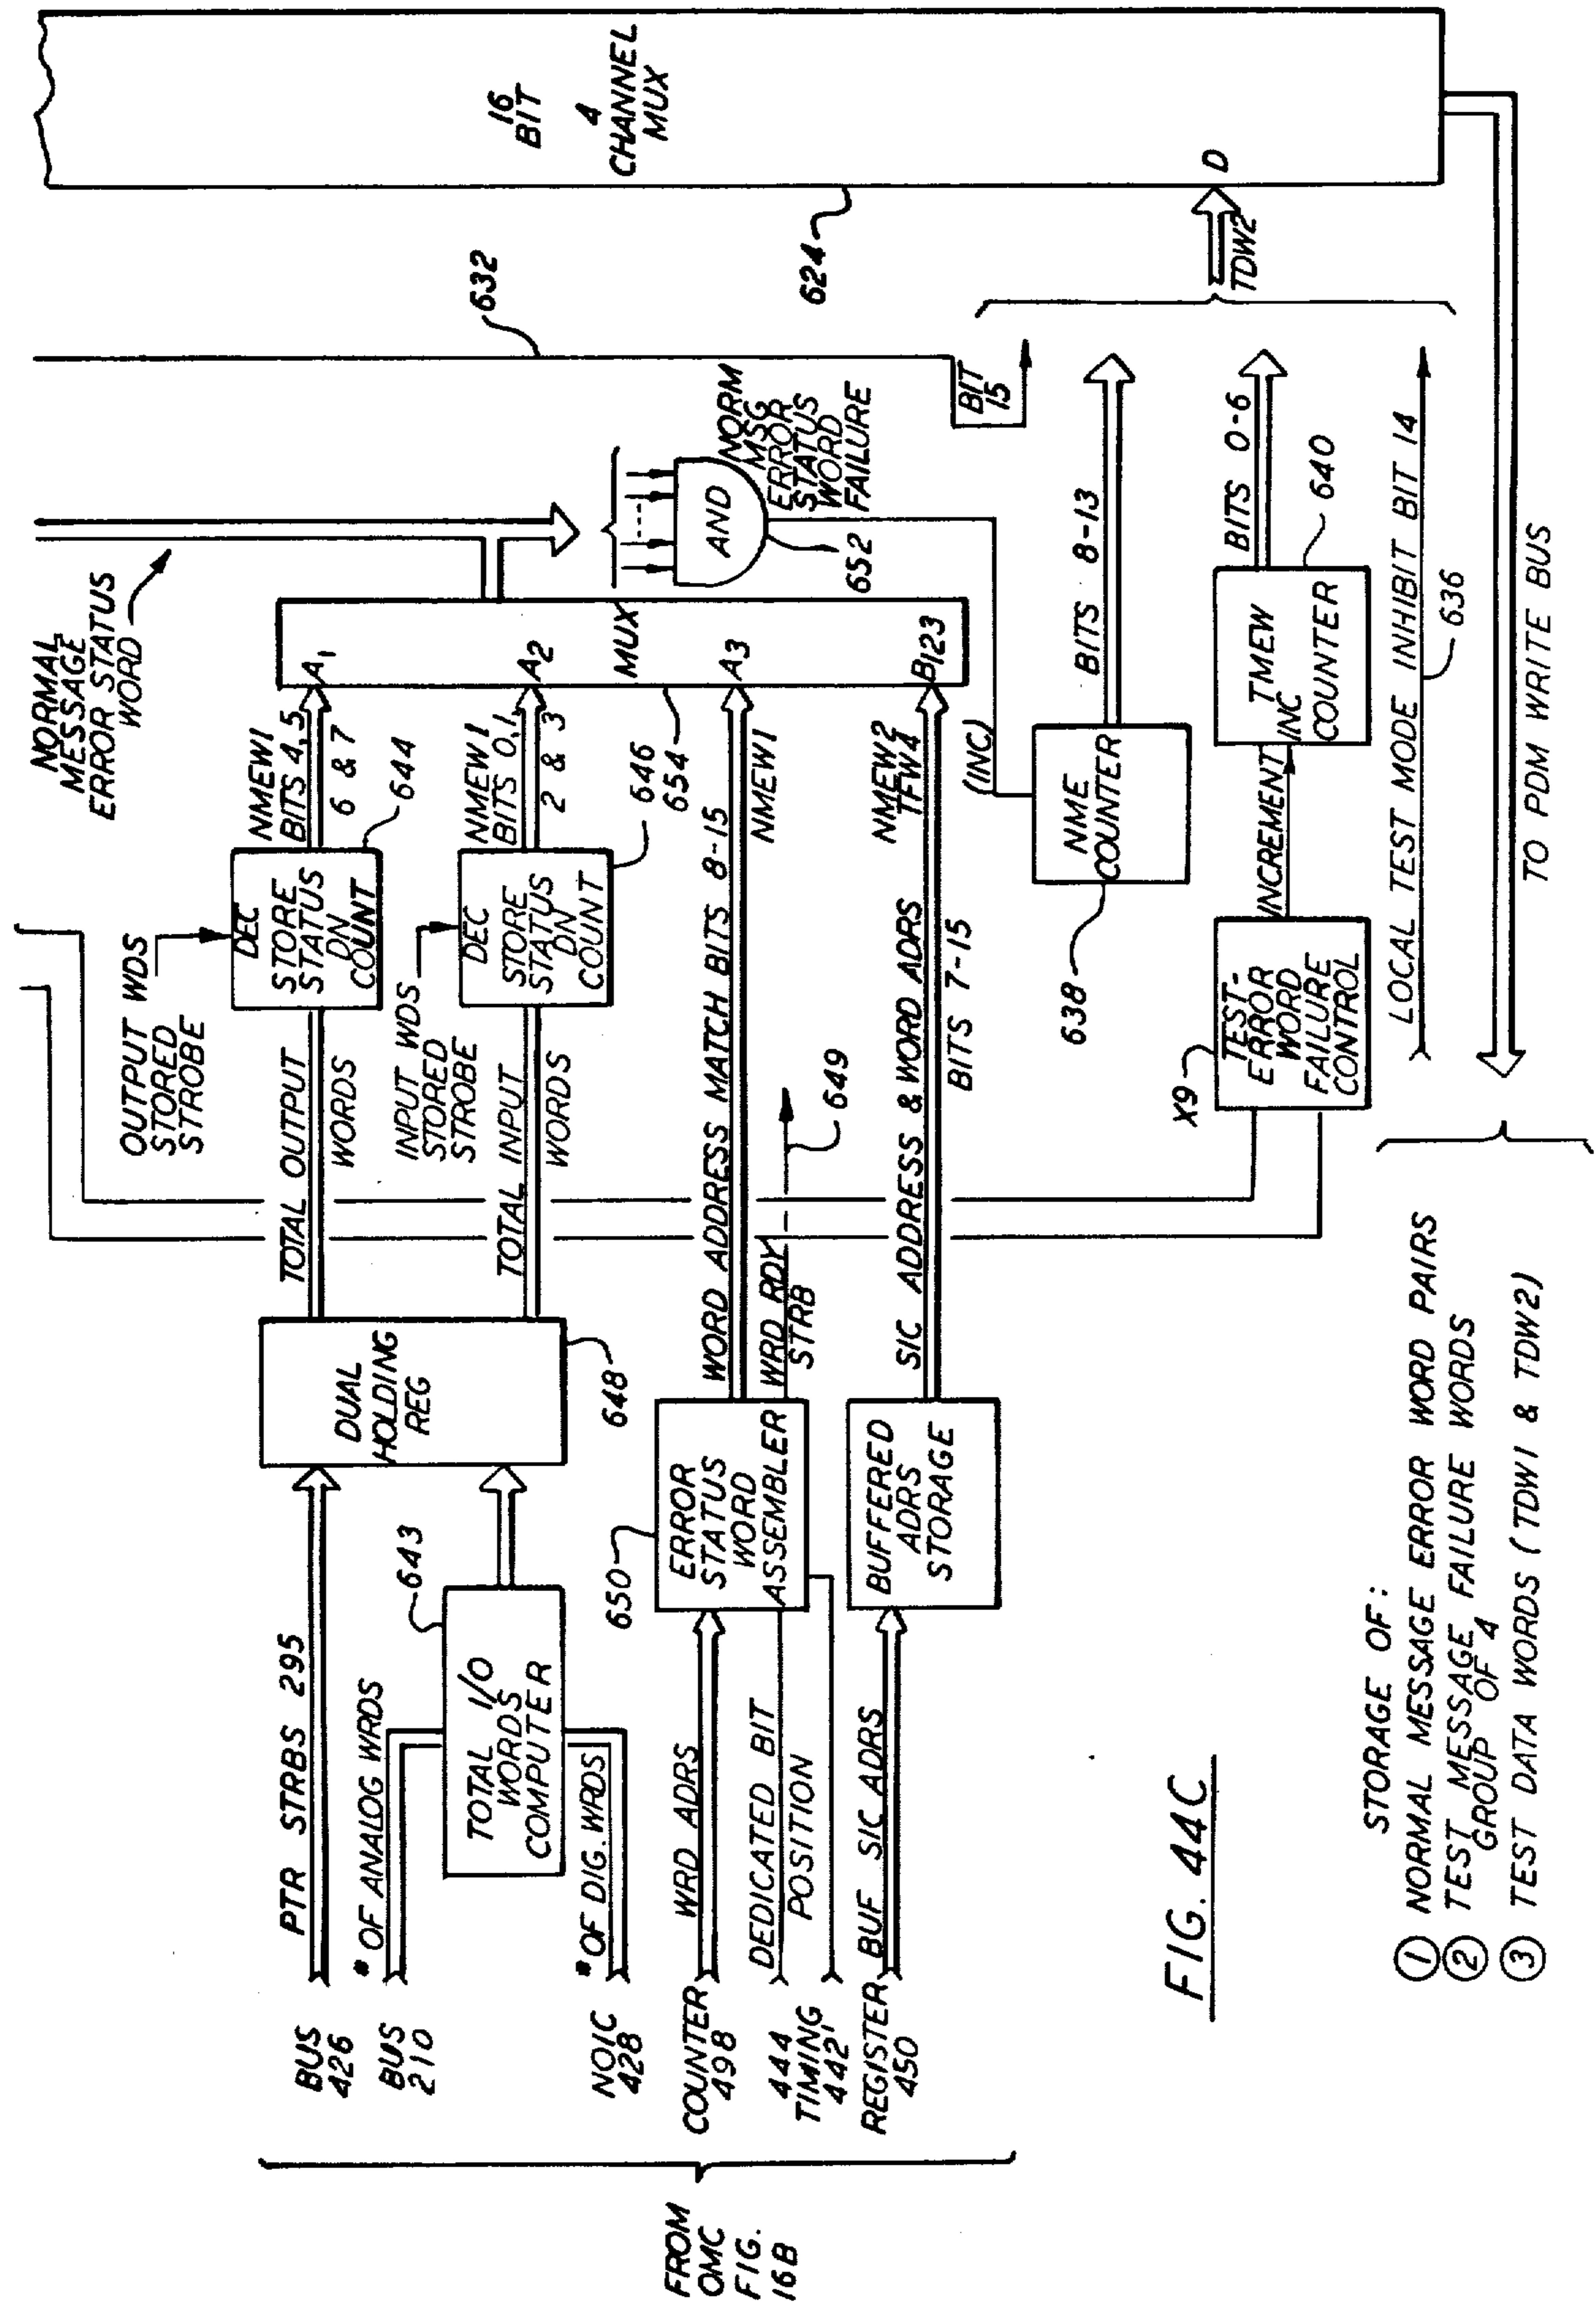 FROM
OMC
FIG.
16B
BUS
426
BUS
210
NOIC
428
COUNTER
498
444
TIMING
442'
REGISTER
450
PTR STRBS 295
# OF ANALOG WRDS
# OF DIG. WRDS
WRD ADRS
DEDICATED BIT
POSITION
BUF SIC ADRS
TOTAL I/O
WORDS
COMPUTER
643
650
ERROR
STATUS
WORD
ASSEMBLER
BUFFERED
ADRS
STORAGE
DUAL
HOLDING
REG
648
TOTAL OUTPUT
WORDS
TOTAL INPUT
WORDS
WORD ADDRESS MATCH BITS 8-15
WRD RDY
STRB
649
SIC ADDRESS & WORD ADRS
BITS 7-15
OUTPUT WDS
STORED
STROBE
INPUT WDS
STORED
STROBE
DEC
STORE
STATUS
DN
COUNT
644
DEC
STORE
STATUS
DN
COUNT
646
654
NMEW1
BITS 4,5
6 & 7
NMEW1
BITS 0,1
2 & 3
NMEW1
NMEW2
TFW4
NORMAL
MESSAGE
ERROR STATUS
WORD
A1
A2
MUX
A3
B123
AND
652
NORM
MSG
ERROR
STATUS
WORD
FAILURE
632
BIT
15
(INC)
NME
COUNTER
638
BITS 8-13
X9
TEST-
ERROR
WORD
FAILURE
CONTROL
INCREMENT
TMEW
INC
COUNTER
640
BITS 0-6
LOCAL TEST MODE INHIBIT BIT 14
636
TO PDM WRITE BUS
16
BIT
4
CHANNEL
MUX
624
D
TDW2
FIG. 44C
STORAGE OF:
1 NORMAL MESSAGE ERROR WORD PAIRS
2 TEST MESSAGE FAILURE WORDS
GROUP OF 4
3 TEST DATA WORDS (TDW1 & TDW2)